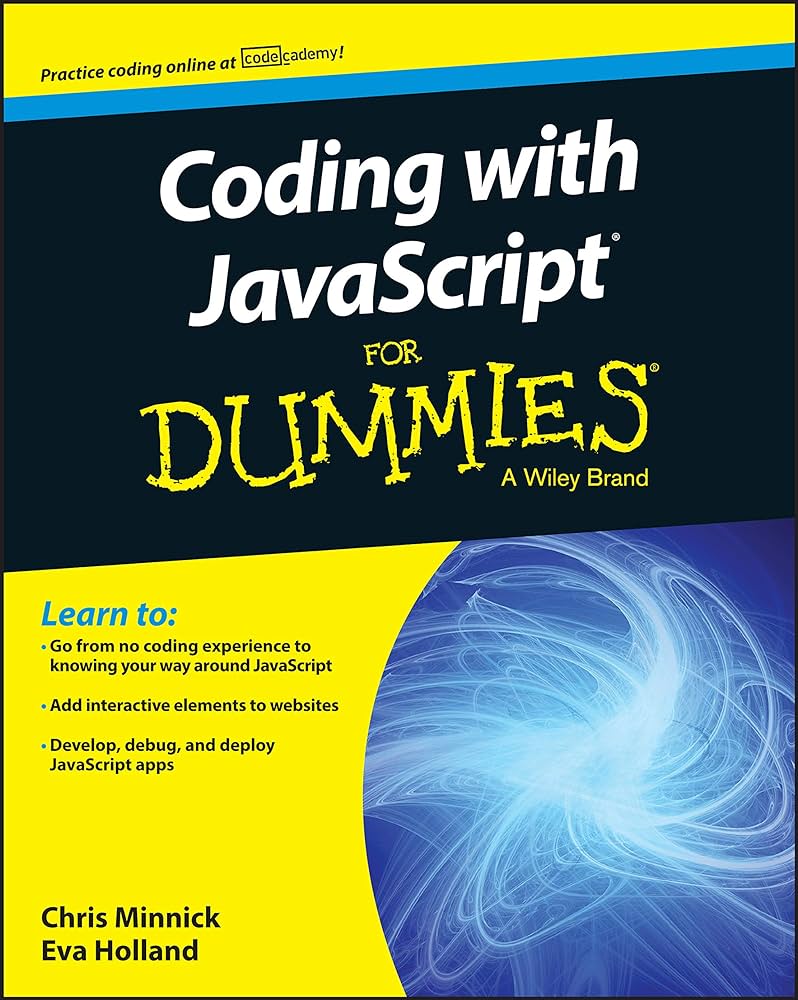 Practice coding online at codecademy!
Coding with
JavaScript®
FOR
DUMMIES®
A Wiley Brand
Learn to:
• Go from no coding experience to
knowing your way around JavaScript
• Add interactive elements to websites
• Develop, debug, and deploy
JavaScript apps
Chris Minnick
Eva Holland